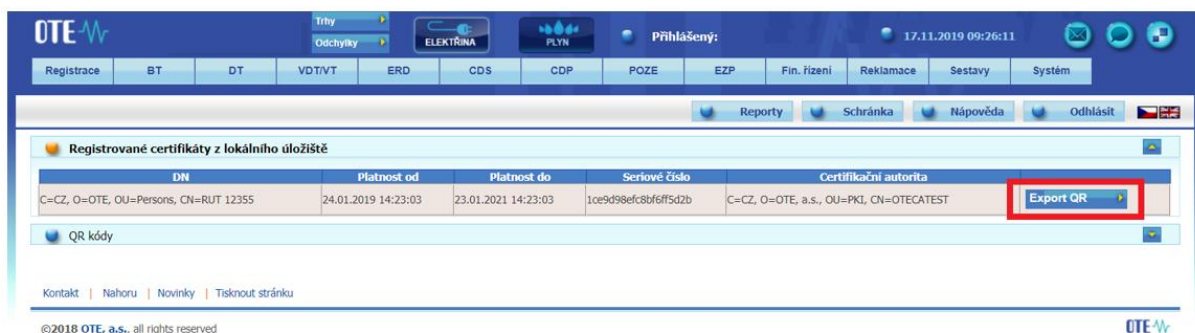 OTE
Trhy
Odchylky
ELEKTŘINA
PLYN
Přihlášený:
17.11.2019 09:26:11
Registrace BT DT VDT/VT ERD CDS CDP POZE EZP Fin. řízení Reklamace Sestavy Systém
Reporty Schránka Nápověda Odhlásit
Registrované certifikáty z lokálního úložiště
DN Platnost od Platnost do Seriové číslo Certifikační autorita
C=CZ, O=OTE, OU=Persons, CN=RUT 12355 24.01.2019 14:23:03 23.01.2021 14:23:03 1ce9d98efc8bf6ff5d2b C=CZ, O=OTE, a.s., OU=PKI, CN=OTECATEST Export QR
QR kódy
Kontakt | Nahoru | Novinky | Tisknout stránku
©2018 OTE, a.s., all rights reserved
OTE